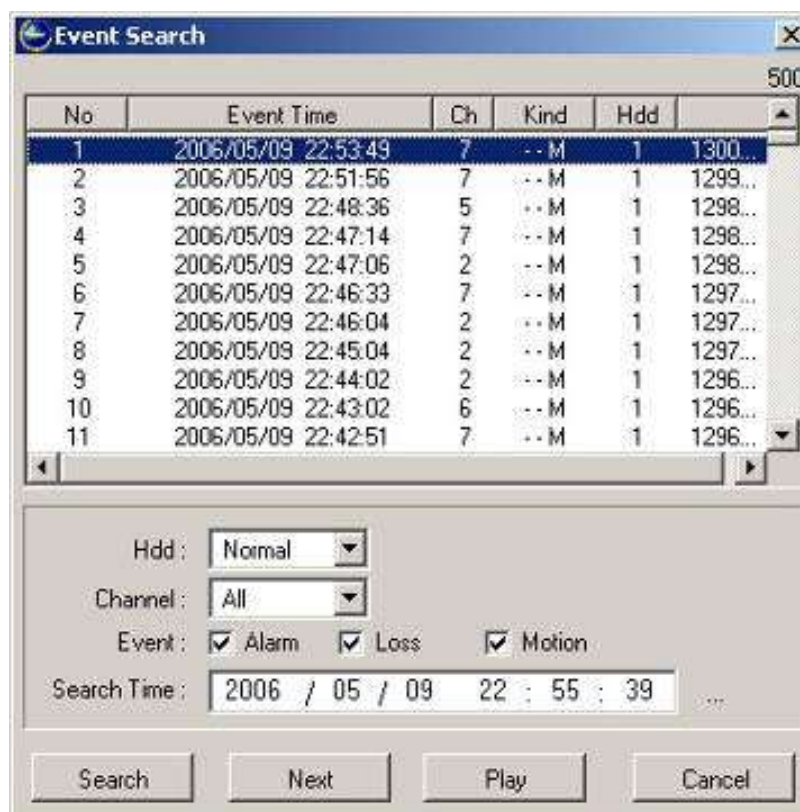 Event Search
500
No Event Time Ch Kind Hdd
1 2006/05/09 22:53:49 7 - - M 1 1300...
2 2006/05/09 22:51:56 7 - - M 1 1299...
3 2006/05/09 22:48:36 5 - - M 1 1298...
4 2006/05/09 22:47:14 7 - - M 1 1298...
5 2006/05/09 22:47:06 2 - - M 1 1298...
6 2006/05/09 22:46:33 7 - - M 1 1297...
7 2006/05/09 22:46:04 2 - - M 1 1297...
8 2006/05/09 22:45:04 2 - - M 1 1297...
9 2006/05/09 22:44:02 2 - - M 1 1296...
10 2006/05/09 22:43:02 6 - - M 1 1296...
11 2006/05/09 22:42:51 7 - - M 1 1296...
Hdd : Normal
Channel : All
Event : Alarm Loss Motion
Search Time : 2006 / 05 / 09 22 : 55 : 39 ...
Search Next Play Cancel